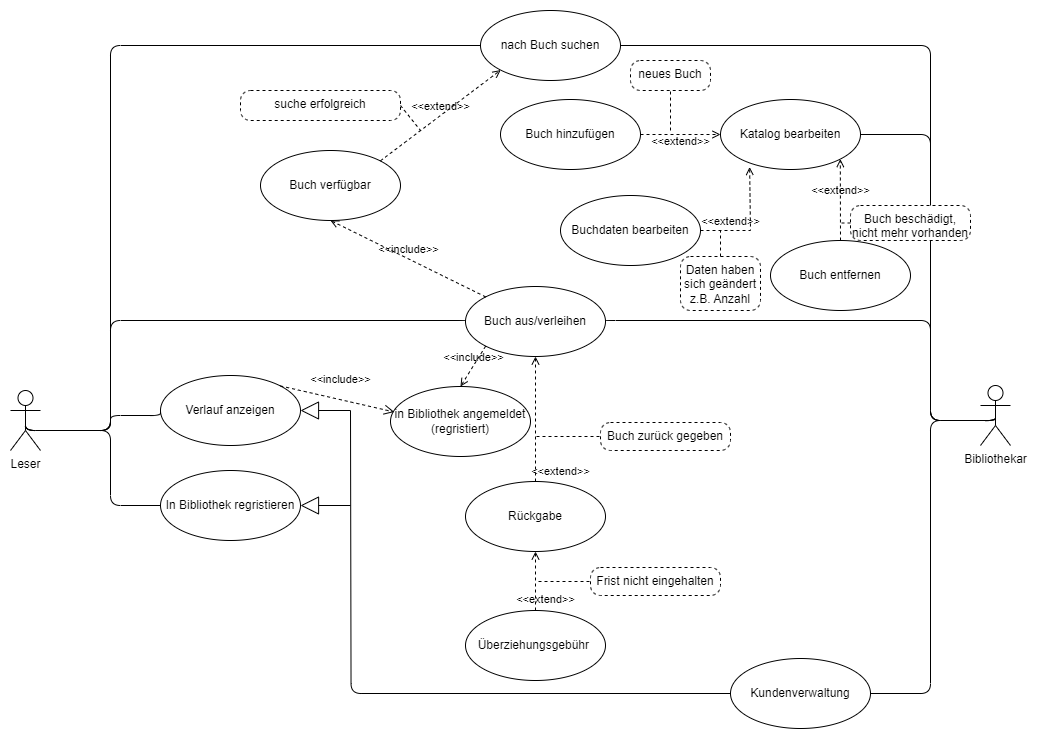 nach Buch suchen
neues Buch
suche erfolgreich
<<extend>>
Buch hinzufügen
<<extend>>
Katalog bearbeiten
Buch verfügbar
<<extend>>
Buch beschädigt,
nicht mehr vorhanden
Buchdaten bearbeiten
<<extend>>
<<include>>
Daten haben
sich geändert
z.B. Anzahl
Buch entfernen
Buch aus/verleihen
<<include>>
<<include>>
Verlauf anzeigen
in Bibliothek angemeldet
(regristiert)
Buch zurück gegeben
Leser
Bibliothekar
<<extend>>
In Bibliothek regristieren
Rückgabe
Frist nicht eingehalten
<<extend>>
Überziehungsgebühr
Kundenverwaltung